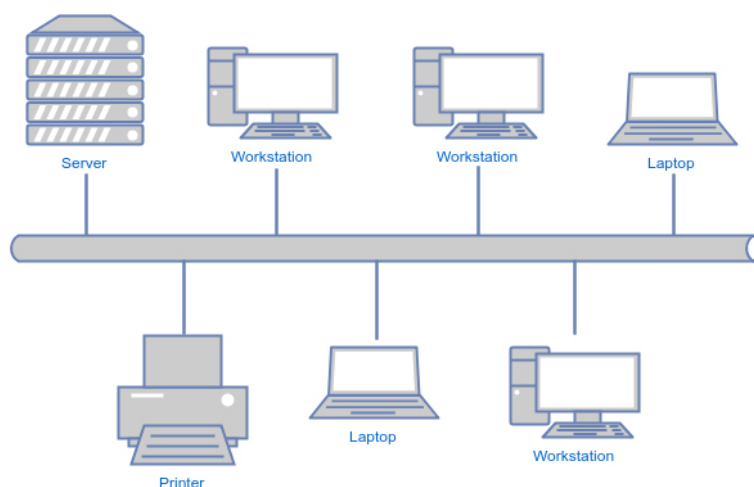 Server
Workstation
Workstation
Laptop
Printer
Laptop
Workstation